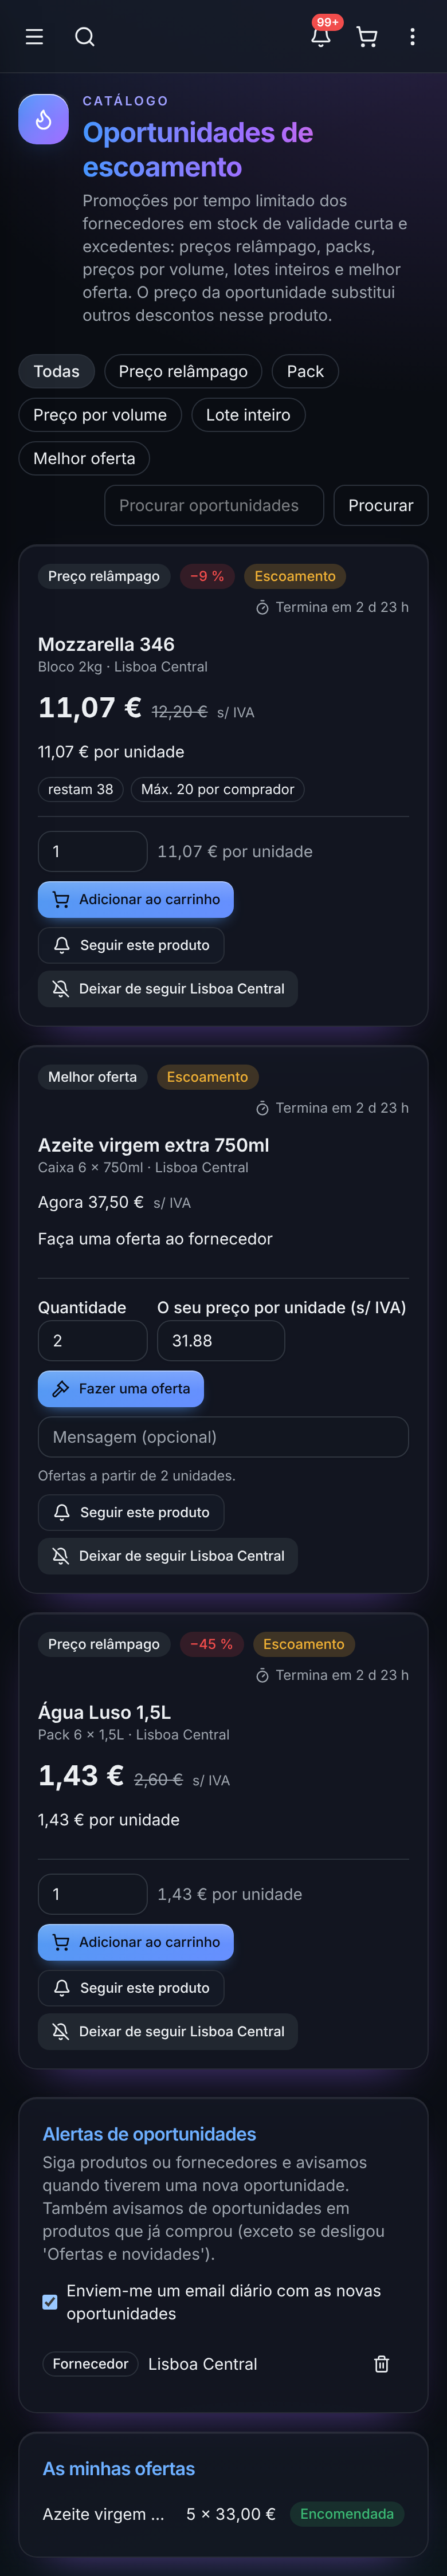 99+
CATÁLOGO
Oportunidades de
escoamento
Promoções por tempo limitado dos
fornecedores em stock de validade curta e
excedentes: preços relâmpago, packs,
preços por volume, lotes inteiros e melhor
oferta. O preço da oportunidade substitui
outros descontos nesse produto.
Todas Preço relâmpago Pack
Preço por volume Lote inteiro
Melhor oferta
Procurar oportunidades Procurar
Preço relâmpago −9 % Escoamento
Termina em 2 d 23 h
Mozzarella 346
Bloco 2kg · Lisboa Central
11,07 € 12,20 € s/ IVA
11,07 € por unidade
restam 38 Máx. 20 por comprador
1 11,07 € por unidade
Adicionar ao carrinho
Seguir este produto
Deixar de seguir Lisboa Central
Melhor oferta Escoamento
Termina em 2 d 23 h
Azeite virgem extra 750ml
Caixa 6 × 750ml · Lisboa Central
Agora 37,50 € s/ IVA
Faça uma oferta ao fornecedor
Quantidade O seu preço por unidade (s/ IVA)
2 31.88
Fazer uma oferta
Mensagem (opcional)
Ofertas a partir de 2 unidades.
Seguir este produto
Deixar de seguir Lisboa Central
Preço relâmpago −45 % Escoamento
Termina em 2 d 23 h
Água Luso 1,5L
Pack 6 × 1,5L · Lisboa Central
1,43 € 2,60 € s/ IVA
1,43 € por unidade
1 1,43 € por unidade
Adicionar ao carrinho
Seguir este produto
Deixar de seguir Lisboa Central
Alertas de oportunidades
Siga produtos ou fornecedores e avisamos
quando tiverem uma nova oportunidade.
Também avisamos de oportunidades em
produtos que já comprou (exceto se desligou
'Ofertas e novidades').
Enviem-me um email diário com as novas
oportunidades
Fornecedor Lisboa Central
As minhas ofertas
Azeite virgem ... 5 × 33,00 € Encomendada